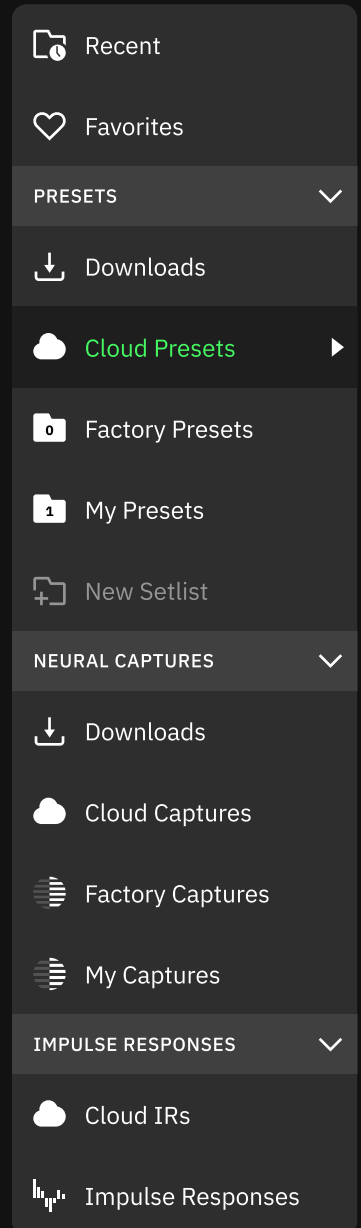 Recent
Favorites
PRESETS
Downloads
Cloud Presets
0 Factory Presets
1 My Presets
New Setlist
NEURAL CAPTURES
Downloads
Cloud Captures
Factory Captures
My Captures
IMPULSE RESPONSES
Cloud IRs
Impulse Responses